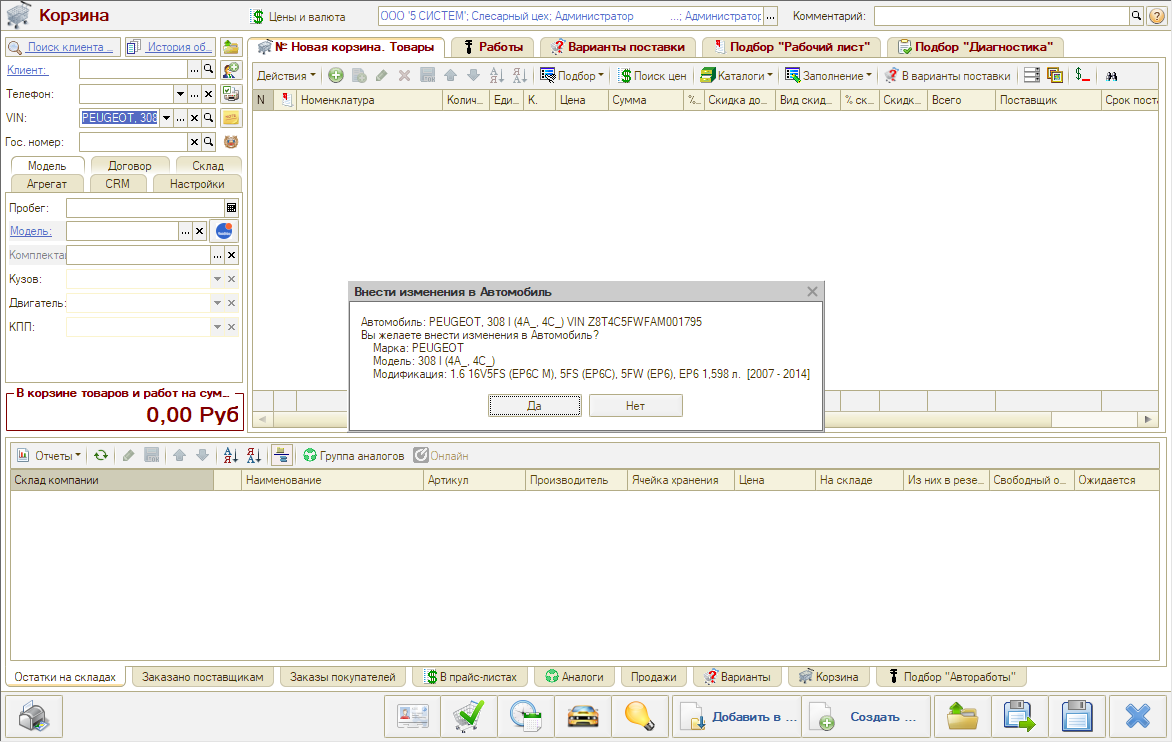 Корзина
Цены и валюта
ООО '5 СИСТЕМ'; Слесарный цех; Администратор ...; Администратор ...
Комментарий:
Поиск клиента ...
История об...
Клиент:
Телефон:
VIN: PEUGEOT, 308
Гос. номер:
Модель Договор Склад
Агрегат CRM Настройки
Пробег:
Модель:
Комплекта
Кузов:
Двигатель:
КПП:
В корзине товаров и работ на сум...
0,00 Руб
№ Новая корзина. Товары Работы Варианты поставки Подбор "Рабочий лист" Подбор "Диагностика"
Действия Подбор Поиск цен Каталоги Заполнение В варианты поставки
N Номенклатура Колич... Еди... К. Цена Сумма %... Скидка до... Вид скид... % ск... Скидк... Всего Поставщик Срок пост
Внести изменения в Автомобиль
Автомобиль: PEUGEOT, 308 I (4A_, 4C_) VIN Z8T4C5FWFAM001795
Вы желаете внести изменения в Автомобиль?
Марка: PEUGEOT
Модель: 308 I (4A_, 4C_)
Модификация: 1.6 16V5FS (EP6C M), 5FS (EP6C), 5FW (EP6), EP6 1,598 л. [2007 - 2014]
Да Нет
Отчеты Группа аналогов Онлайн
Склад компании Наименование Артикул Производитель Ячейка хранения Цена На складе Из них в резе... Свободный о... Ожидается
Остатки на складах Заказано поставщикам Заказы покупателей В прайс-листах Аналоги Продажи Варианты Корзина Подбор "Автоработы"
Добавить в ... Создать ...